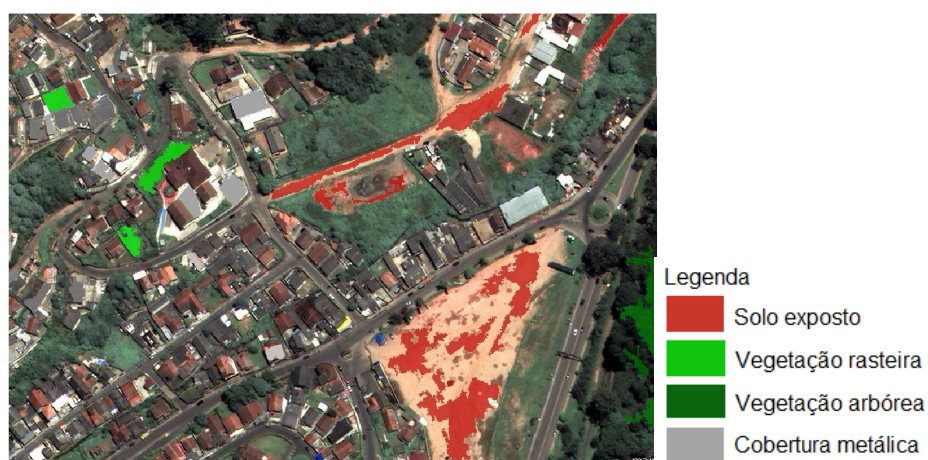 Legenda
Solo exposto
Vegetação rasteira
Vegetação arbórea
Cobertura metálica